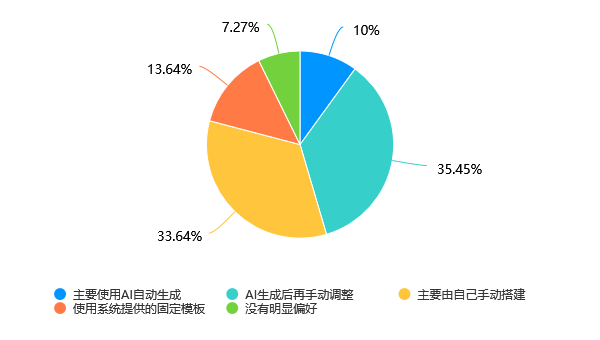 7.27%
10%
13.64%
35.45%
33.64%
主要使用AI自动生成
AI生成后再手动调整
主要由自己手动搭建
使用系统提供的固定模板
没有明显偏好